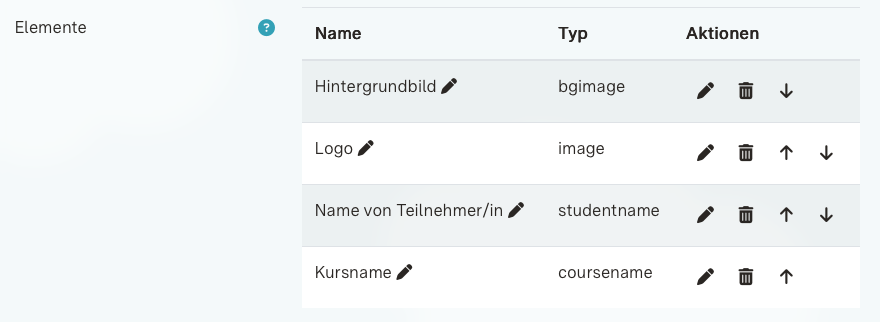 Elemente ?
Name Typ Aktionen
Hintergrundbild bgimage
Logo image
Name von Teilnehmer/in studentname
Kursname coursename